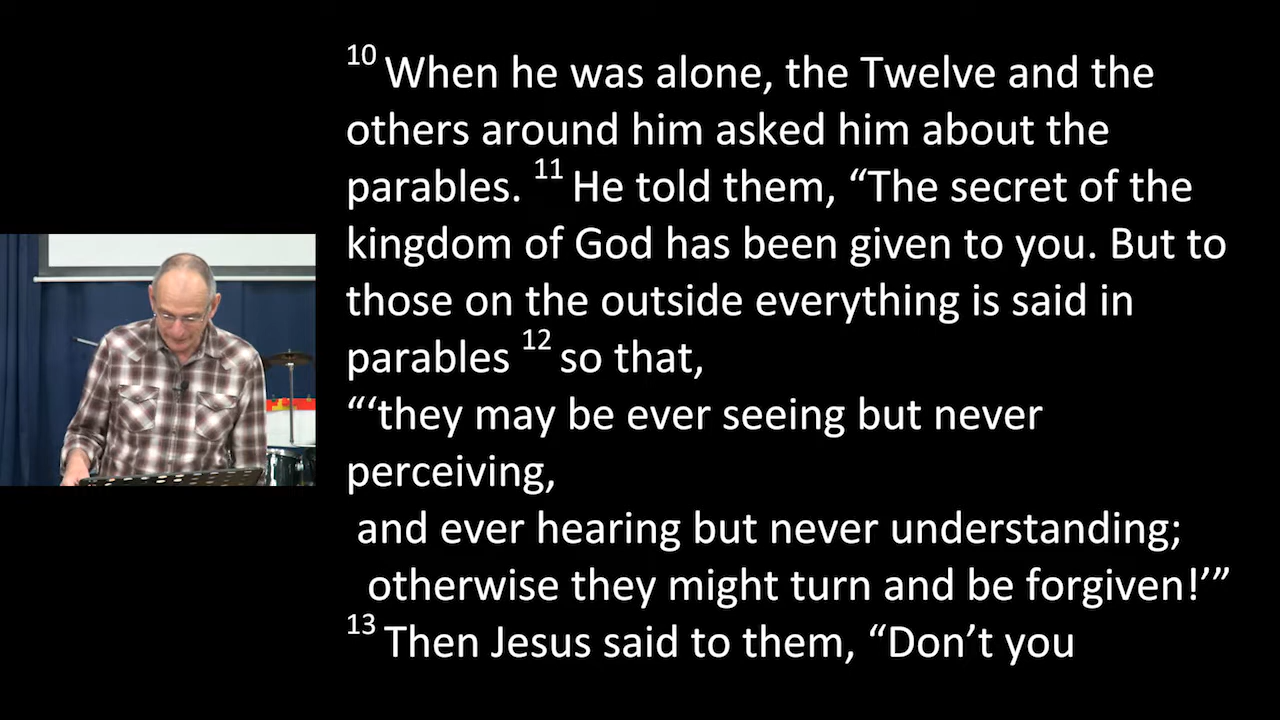 10 When he was alone, the Twelve and the
others around him asked him about the
parables. 11 He told them, “The secret of the
kingdom of God has been given to you. But to
those on the outside everything is said in
parables 12 so that,
“‘they may be ever seeing but never
perceiving,
and ever hearing but never understanding;
otherwise they might turn and be forgiven!’”
13 Then Jesus said to them, “Don’t you